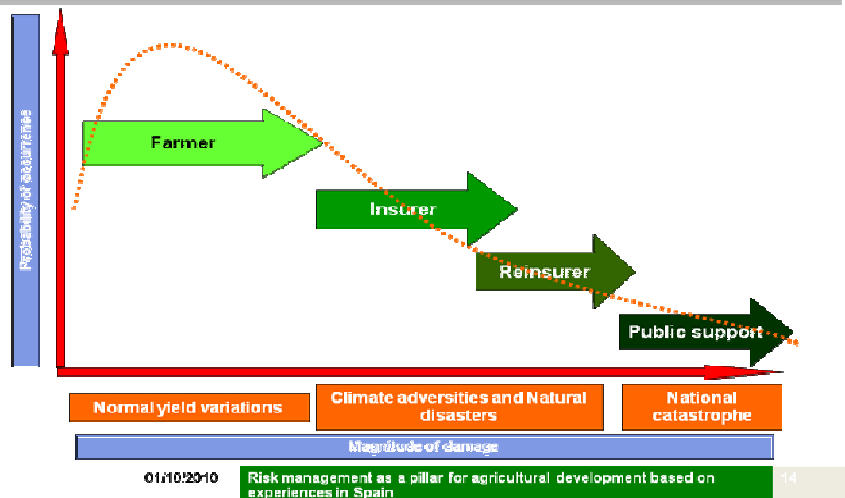 Probability of occurrence
Farmer
Insurer
Reinsurer
Public support
Normal yield variations
Climate adversities and Natural
disasters
National
catastrophe
Magnitude of damage
01/10/2010
Risk management as a pillar for agricultural development based on
experiences in Spain
14